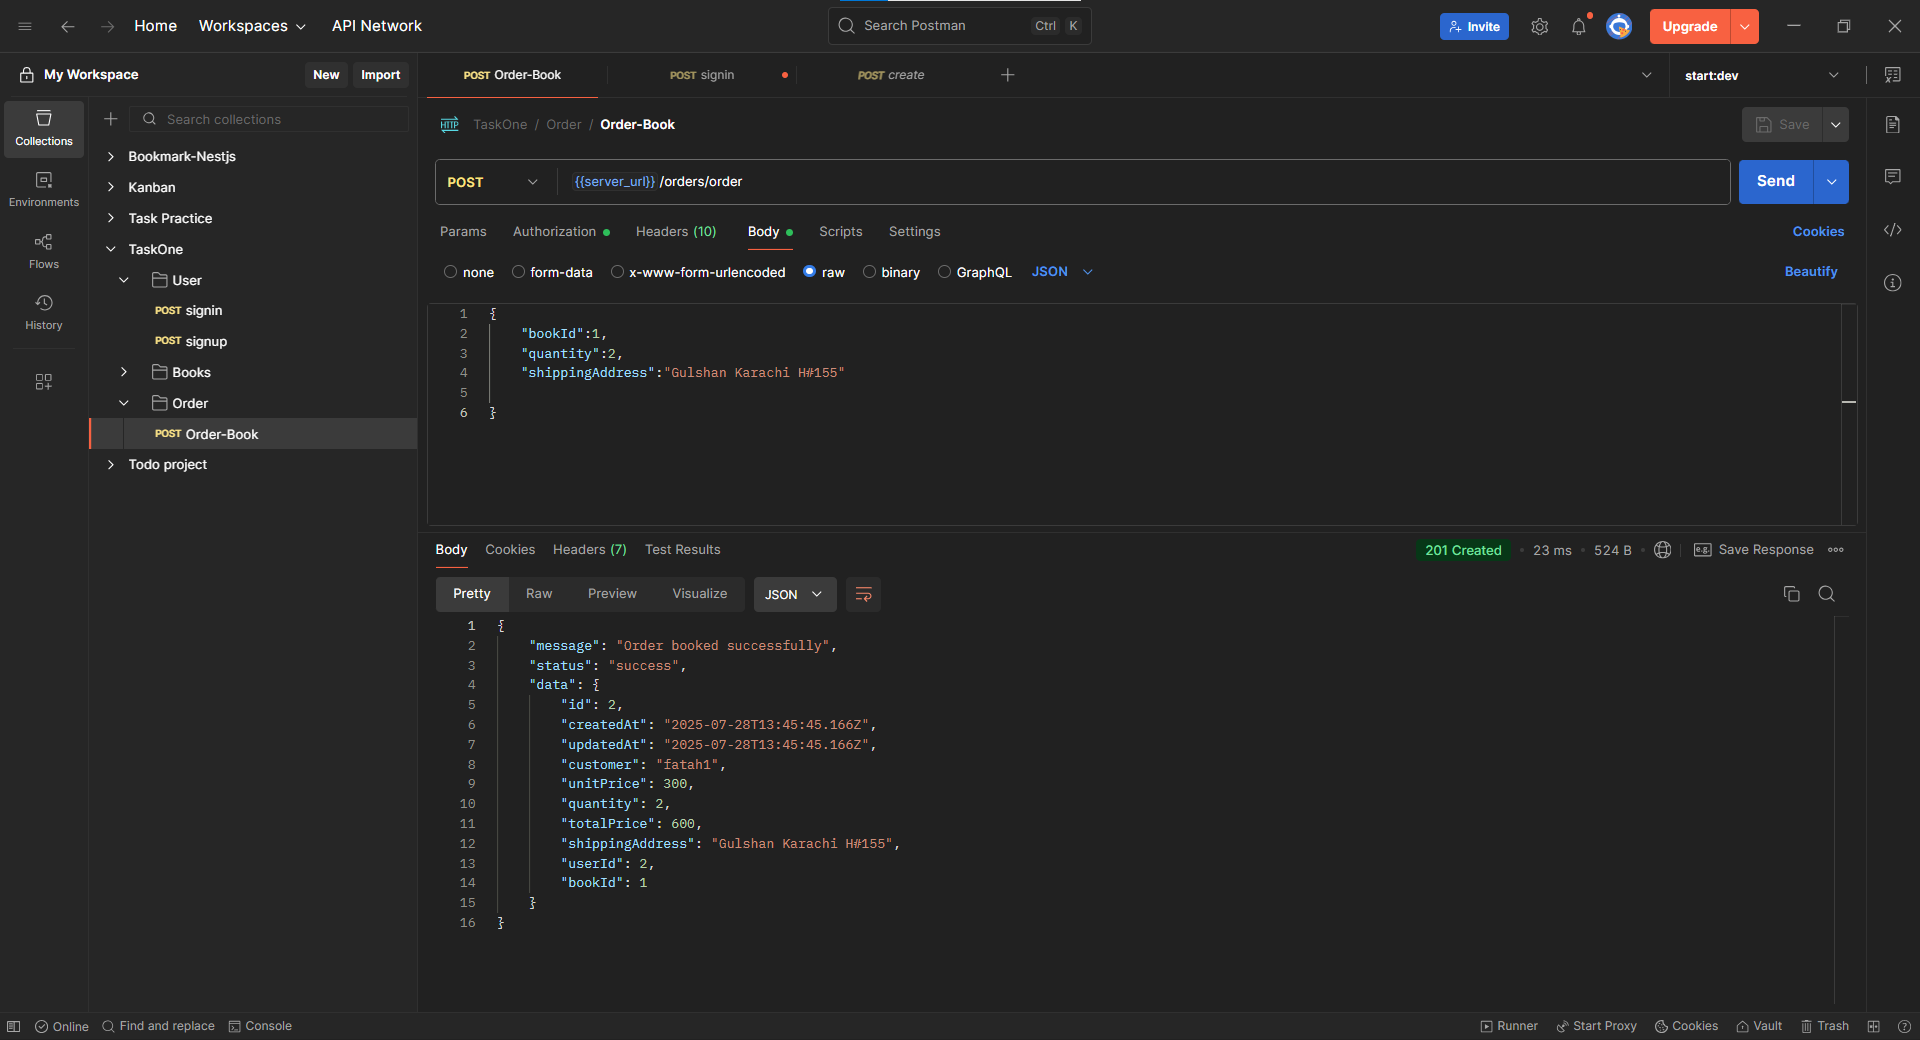 Home Workspaces API Network Search Postman Ctrl K Invite Upgrade
My Workspace New Import
POST Order-Book POST signin POST create start:dev
Collections
Environments
Flows
History
Search collections
Bookmark-Nestjs
Kanban
Task Practice
TaskOne
User
POST signin
POST signup
Books
Order
POST Order-Book
Todo project
HTTP TaskOne / Order / Order-Book Save
POST {{server_url}} /orders/order Send
Params Authorization Headers (10) Body Scripts Settings Cookies
none form-data x-www-form-urlencoded raw binary GraphQL JSON Beautify
1 {
2 "bookId":1,
3 "quantity":2,
4 "shippingAddress":"Gulshan Karachi H#155"
5
6 }
Body Cookies Headers (7) Test Results 201 Created 23 ms 524 B e.g. Save Response
Pretty Raw Preview Visualize JSON
1 {
2 "message": "Order booked successfully",
3 "status": "success",
4 "data": {
5 "id": 2,
6 "createdAt": "2025-07-28T13:45:45.166Z",
7 "updatedAt": "2025-07-28T13:45:45.166Z",
8 "customer": "fatah1",
9 "unitPrice": 300,
10 "quantity": 2,
11 "totalPrice": 600,
12 "shippingAddress": "Gulshan Karachi H#155",
13 "userId": 2,
14 "bookId": 1
15 }
16 }
Online Find and replace Console Runner Start Proxy Cookies Vault Trash